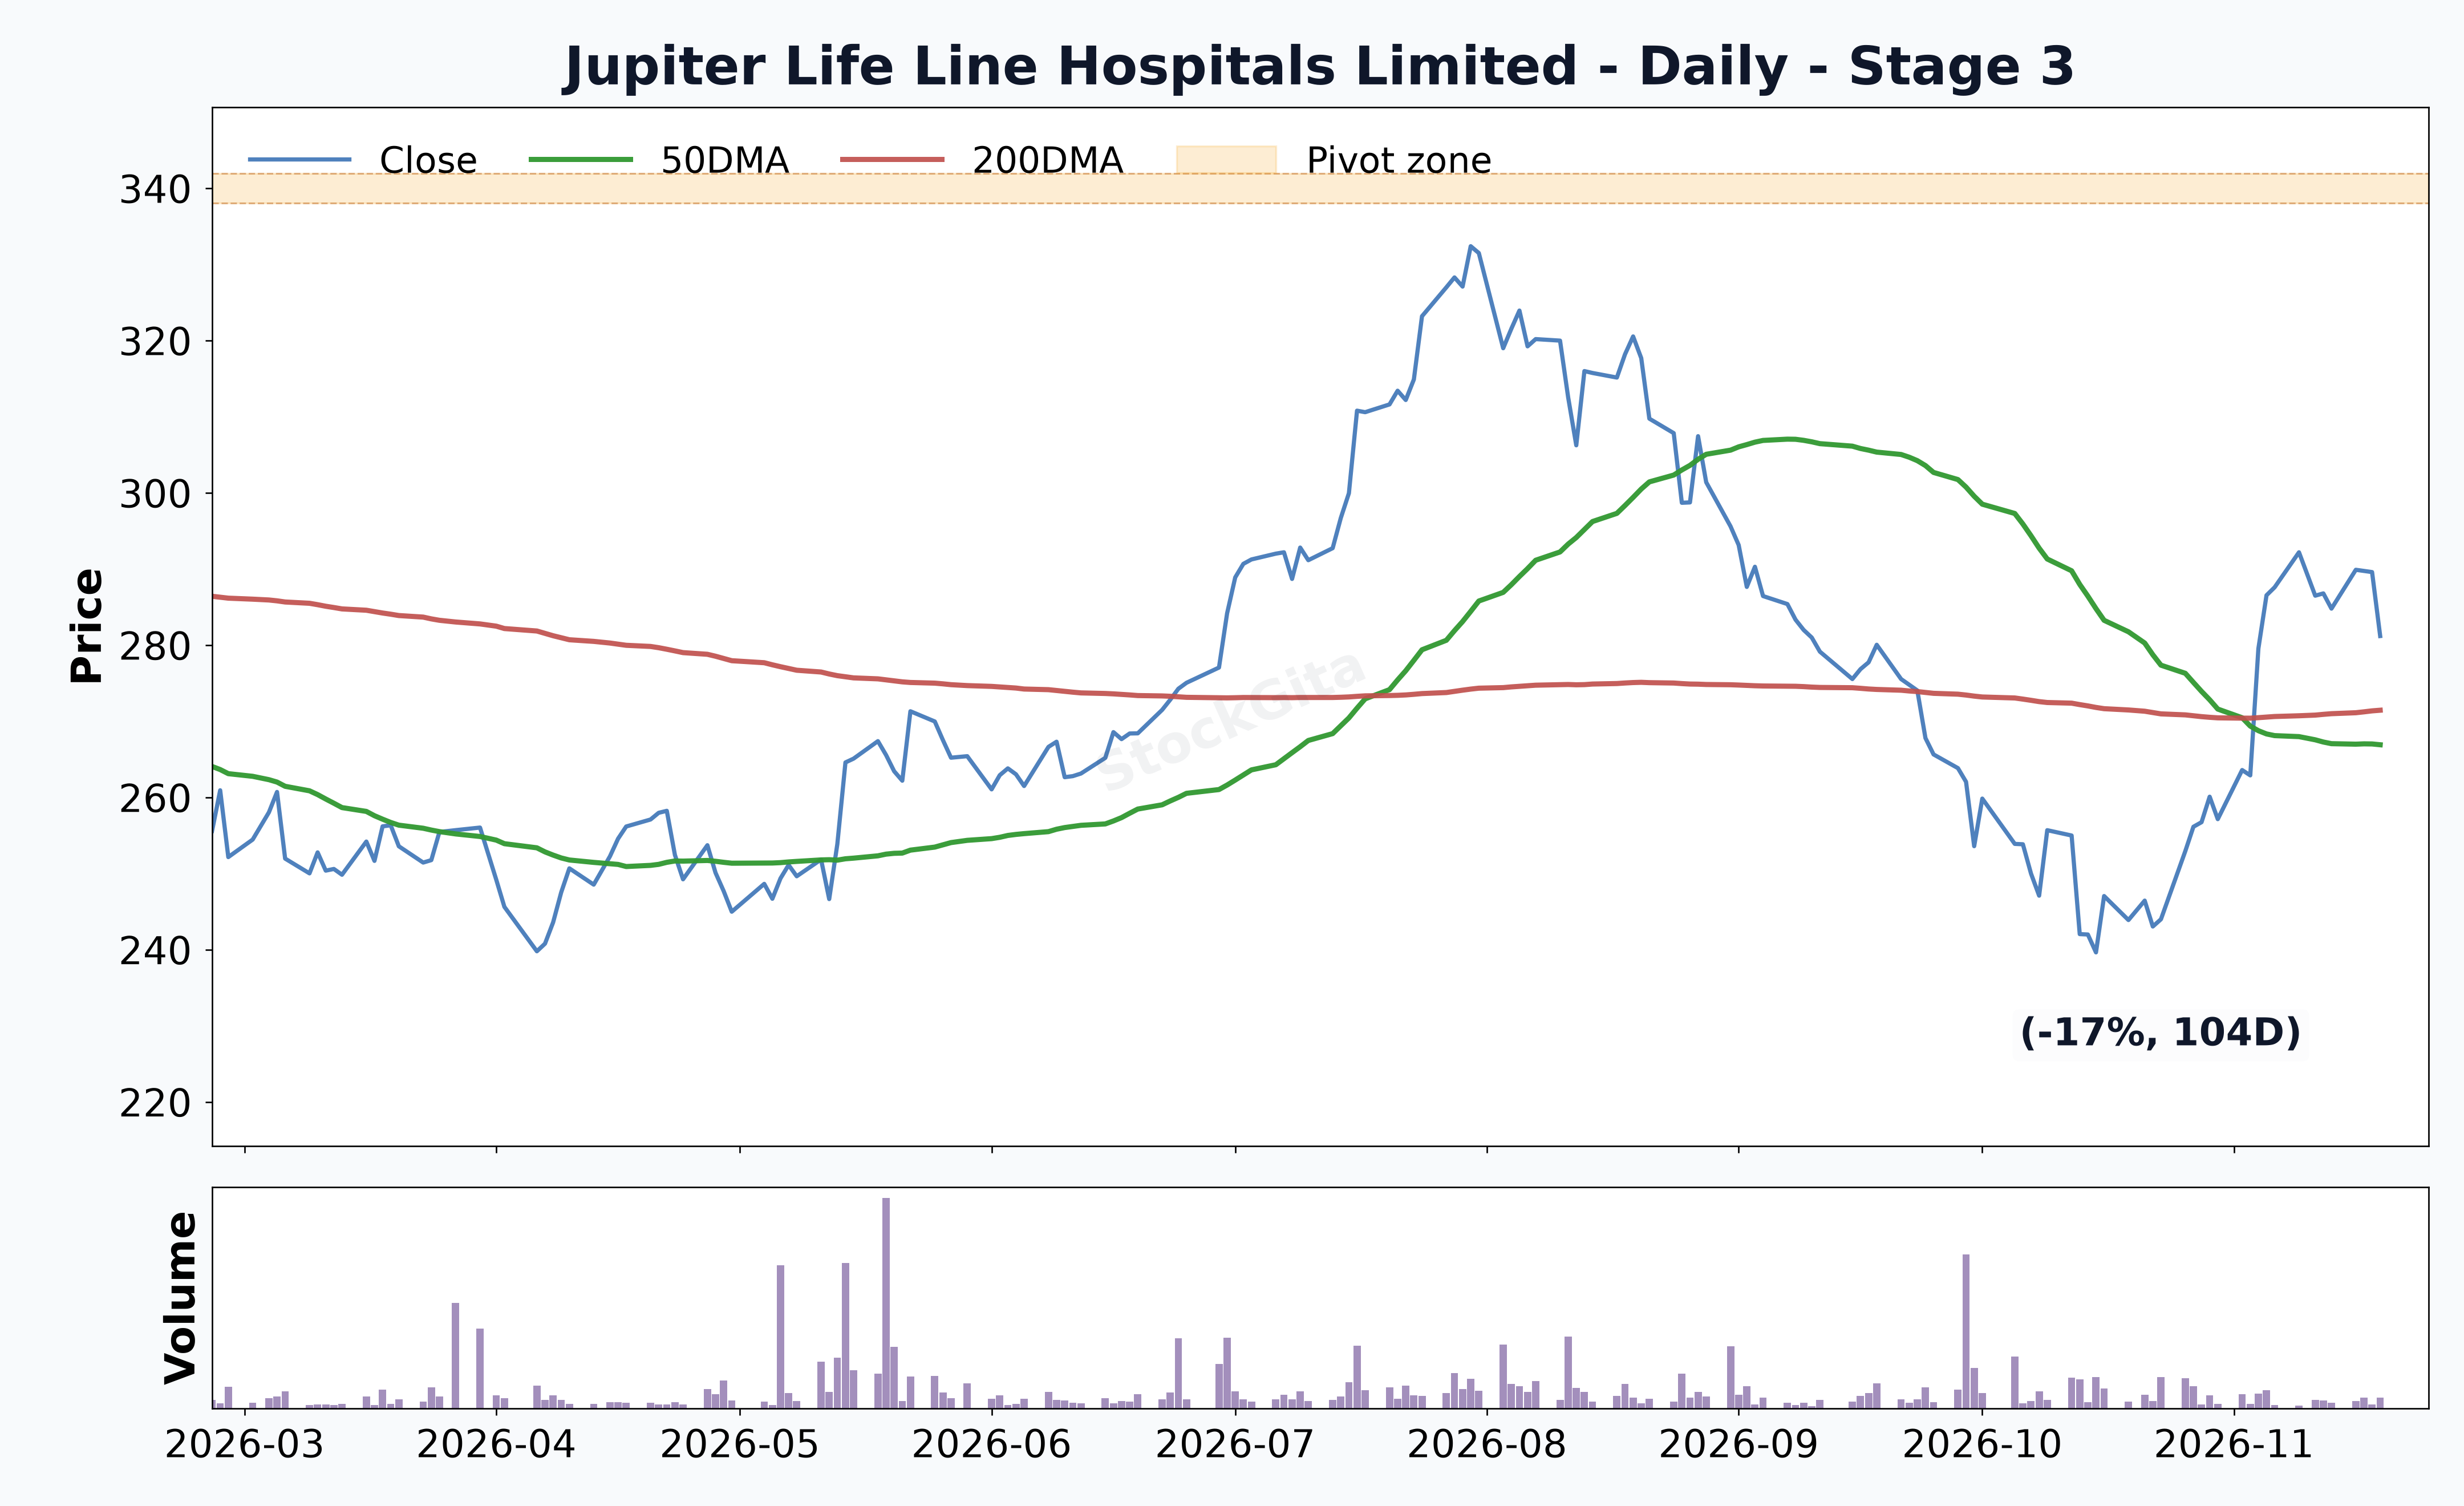 Jupiter Life Line Hospitals Limited - Daily - Stage 3
Close 50DMA 200DMA Pivot zone
340
320
300
280
260
240
220
Price
StockGita
(-17%, 104D)
Volume
2026-03 2026-04 2026-05 2026-06 2026-07 2026-08 2026-09 2026-10 2026-11